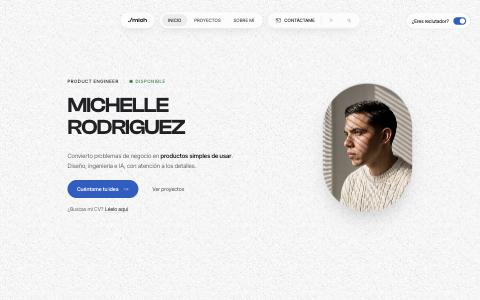 ./mich
INICIO
PROYECTOS
SOBRE MÍ
CONTÁCTAME
¿Eres reclutador?
PRODUCT ENGINEER
DISPONIBLE
MICHELLE
RODRIGUEZ
Convierto problemas de negocio en productos simples de usar.
Diseño, ingeniería e IA, con atención a los detalles.
Cuéntame tu idea →
Ver proyectos
¿Buscas mi CV? Léelo aquí